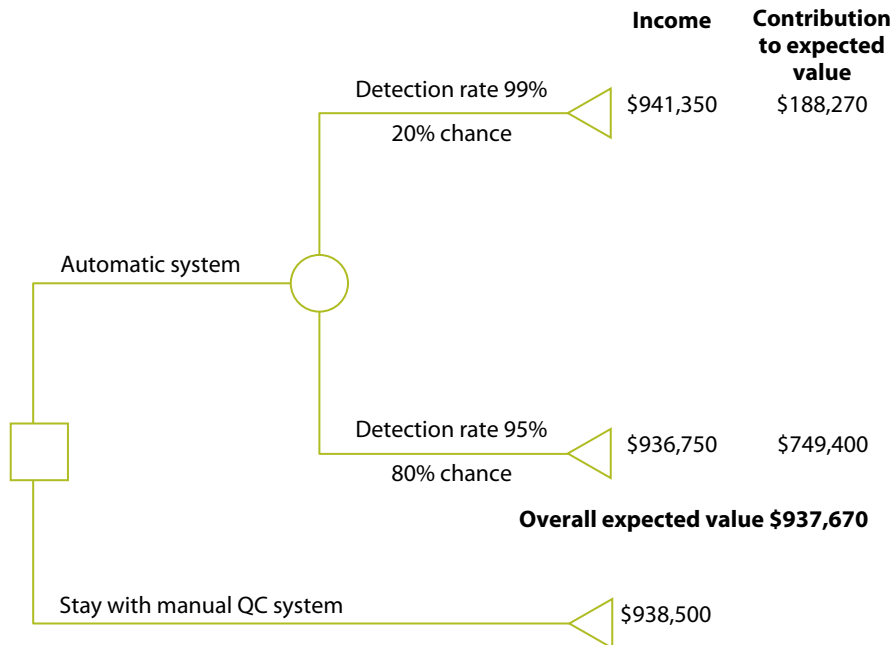 Income
Contribution
to expected
value
Detection rate 99%
20% chance
$941,350
$188,270
Automatic system
Detection rate 95%
80% chance
$936,750
$749,400
Overall expected value $937,670
Stay with manual QC system
$938,500